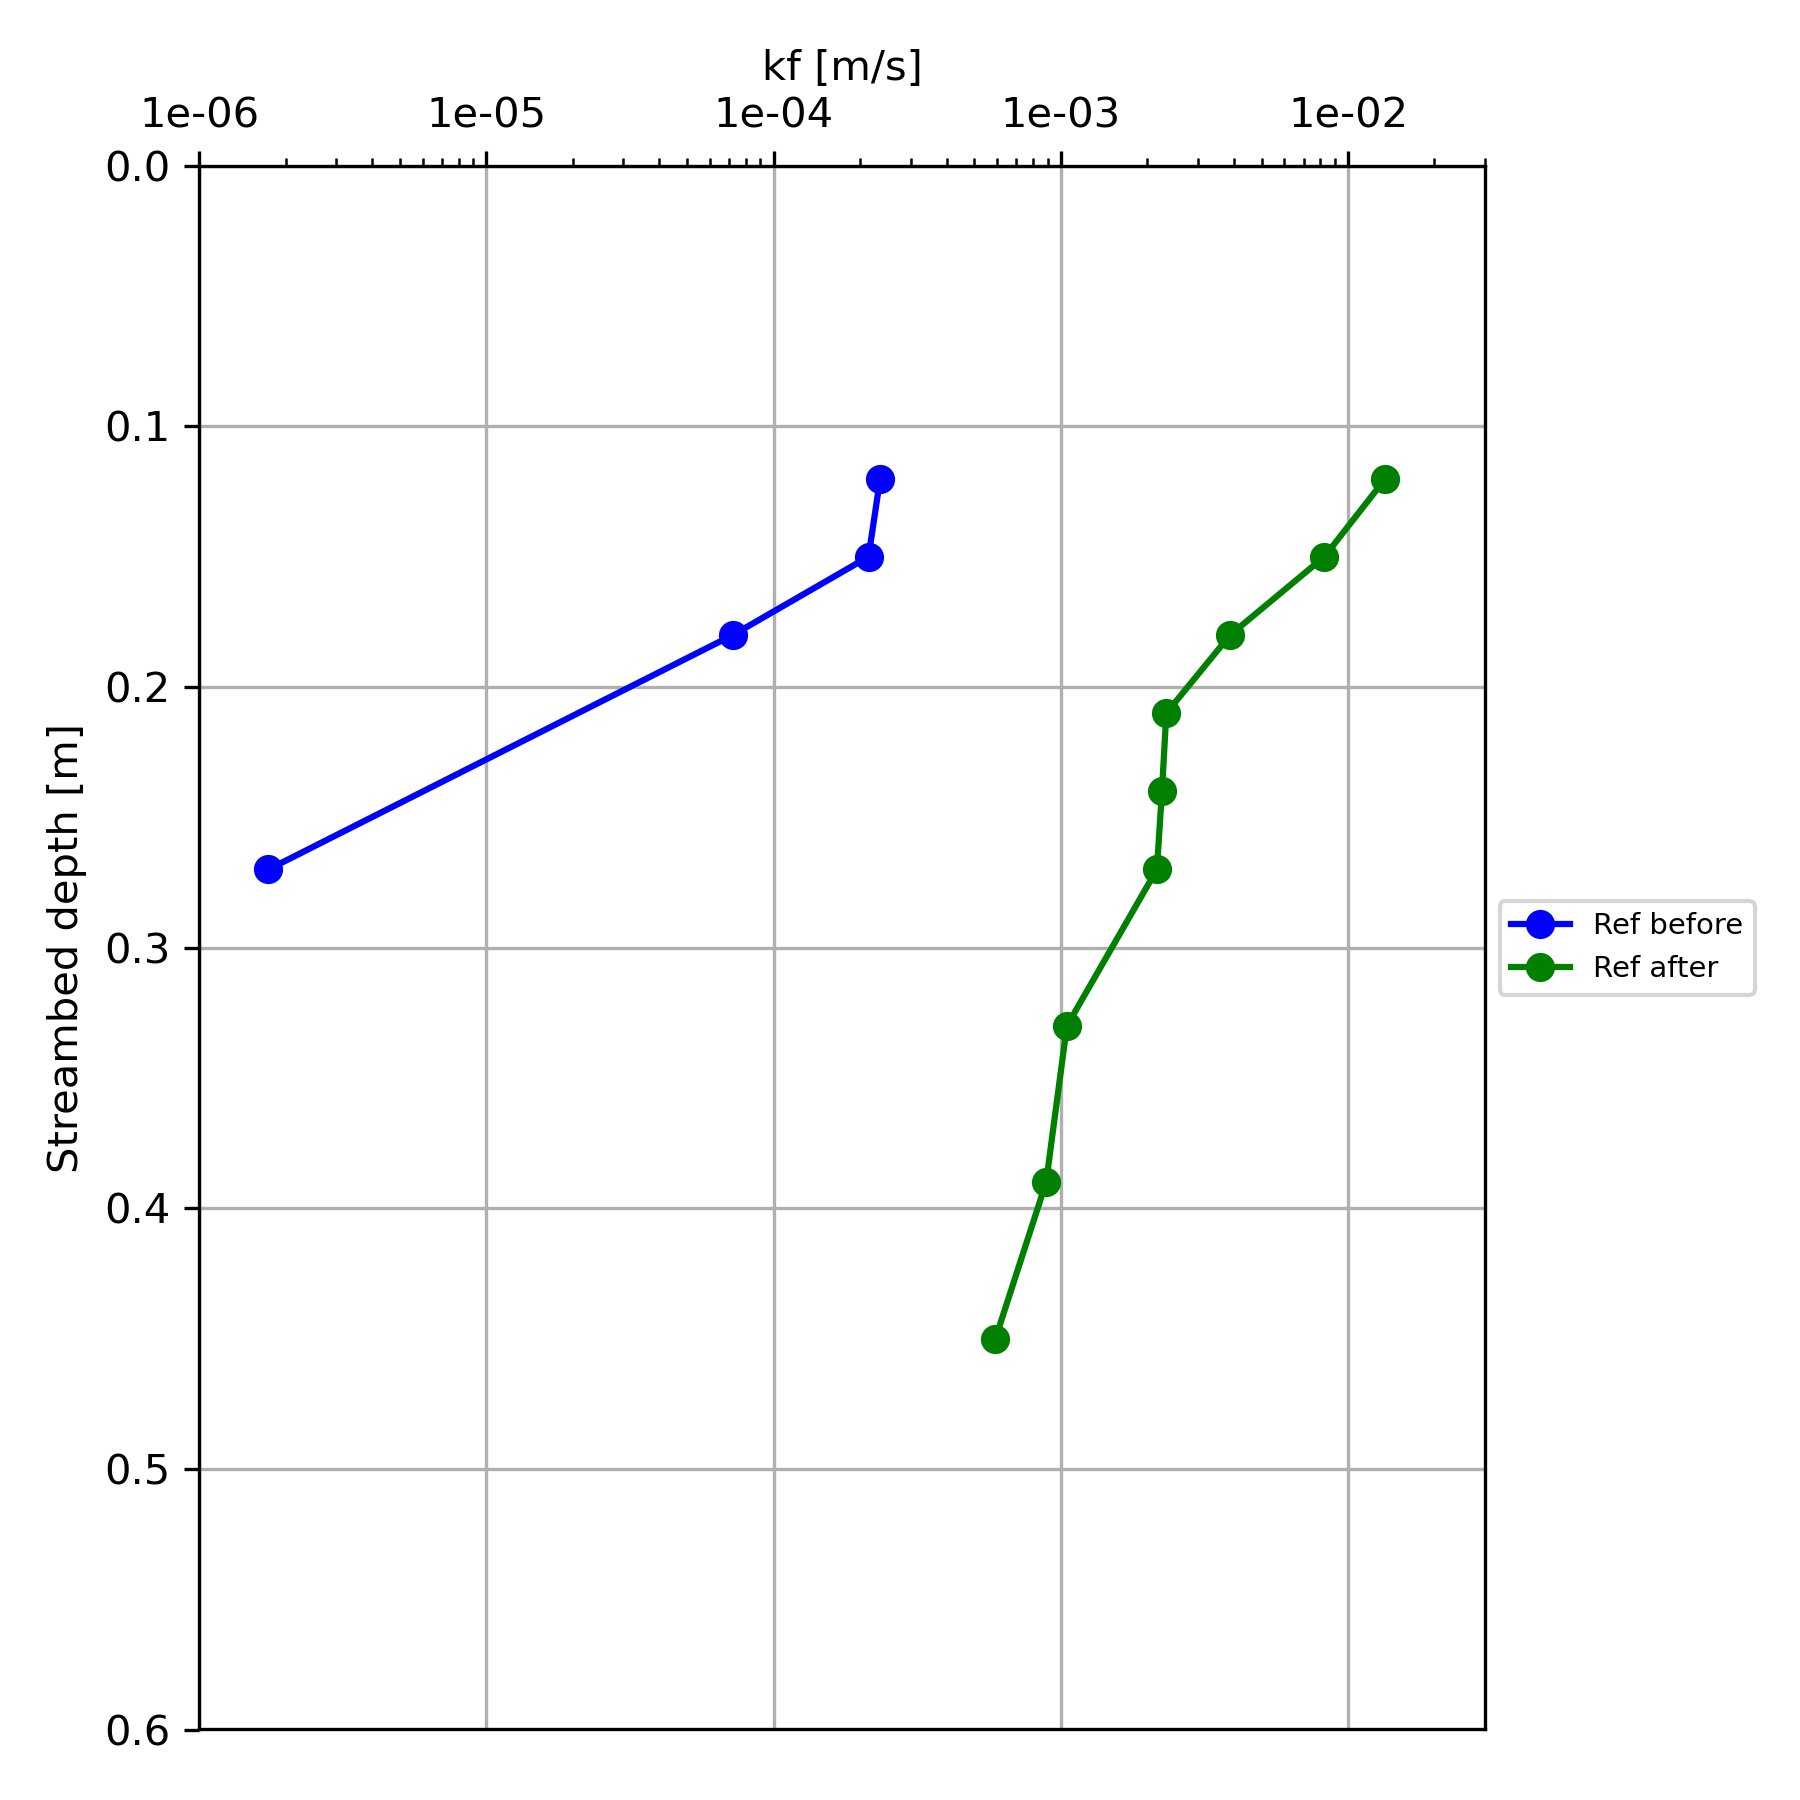 kf [m/s]
1e-06 1e-05 1e-04 1e-03 1e-02
0.0
0.1
0.2
0.3
0.4
0.5
0.6
Streambed depth [m]
Ref before
Ref after